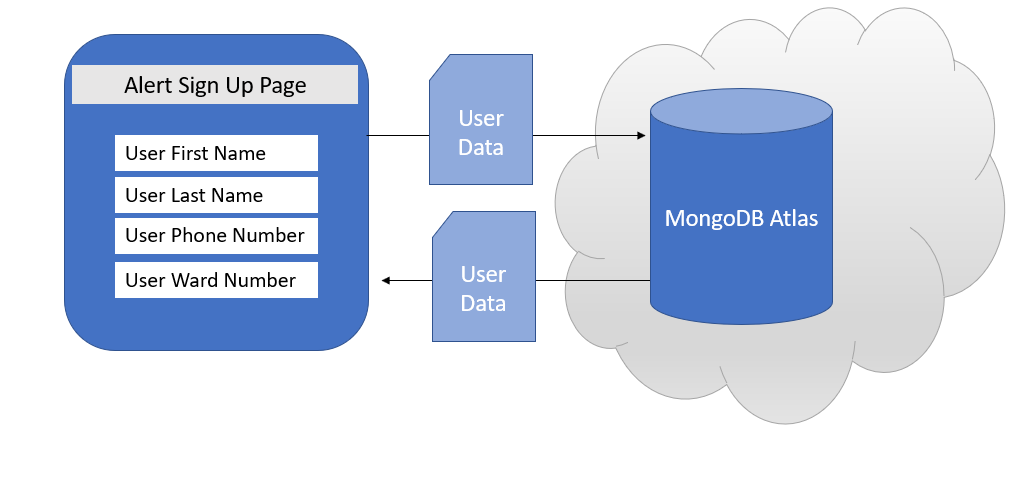 Alert Sign Up Page
User First Name
User Last Name
User Phone Number
User Ward Number
User
Data
User
Data
MongoDB Atlas